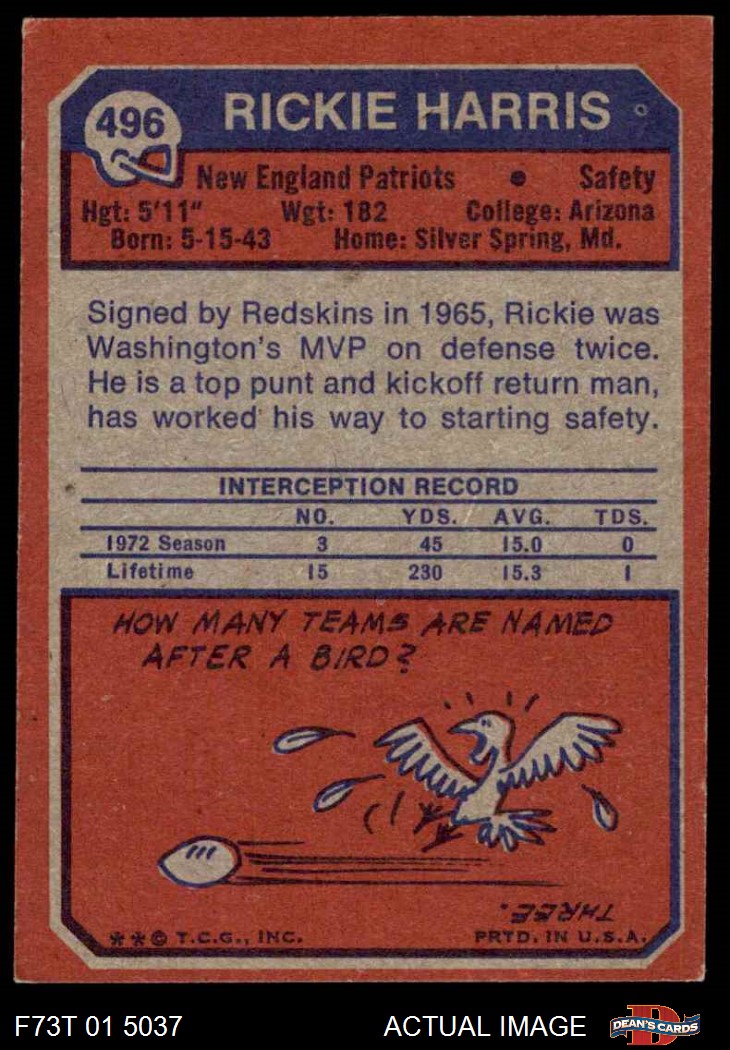 496
RICKIE HARRIS
New England Patriots • Safety
Hgt: 5'11" Wgt: 182 College: Arizona
Born: 5-15-43 Home: Silver Spring, Md.
Signed by Redskins in 1965, Rickie was
Washington's MVP on defense twice.
He is a top punt and kickoff return man,
has worked his way to starting safety.
INTERCEPTION RECORD
NO. YDS. AVG. TDS.
1972 Season 3 45 15.0 0
Lifetime 15 230 15.3 1
HOW MANY TEAMS ARE NAMED
AFTER A BIRD?
THREE.
**© T.C.G., INC. PRTD. IN U.S.A.
F73T 01 5037 ACTUAL IMAGE D DEAN'S CARDS